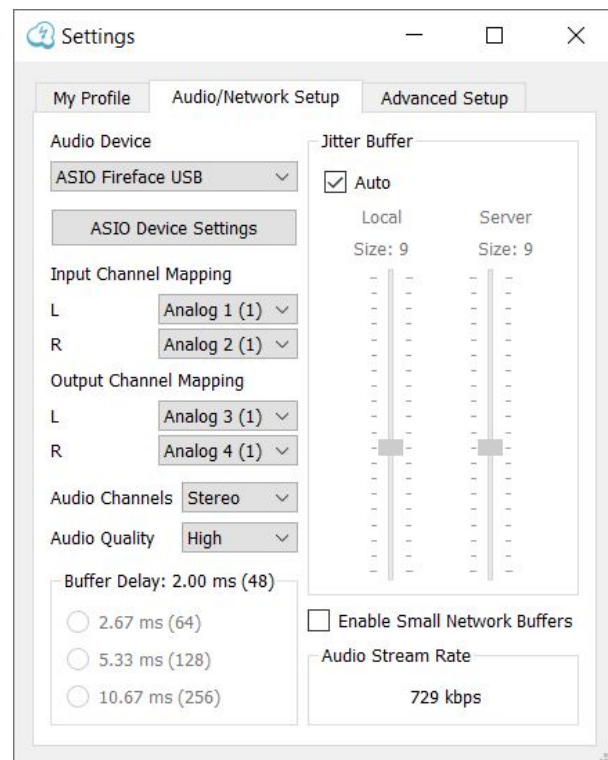 Settings
My Profile
Audio/Network Setup
Advanced Setup
Audio Device
ASIO Fireface USB
ASIO Device Settings
Input Channel Mapping
L
Analog 1 (1)
R
Analog 2 (1)
Output Channel Mapping
L
Analog 3 (1)
R
Analog 4 (1)
Audio Channels
Stereo
Audio Quality
High
Buffer Delay: 2.00 ms (48)
2.67 ms (64)
5.33 ms (128)
10.67 ms (256)
Jitter Buffer
Auto
Local
Server
Size: 9
Size: 9
Enable Small Network Buffers
Audio Stream Rate
729 kbps